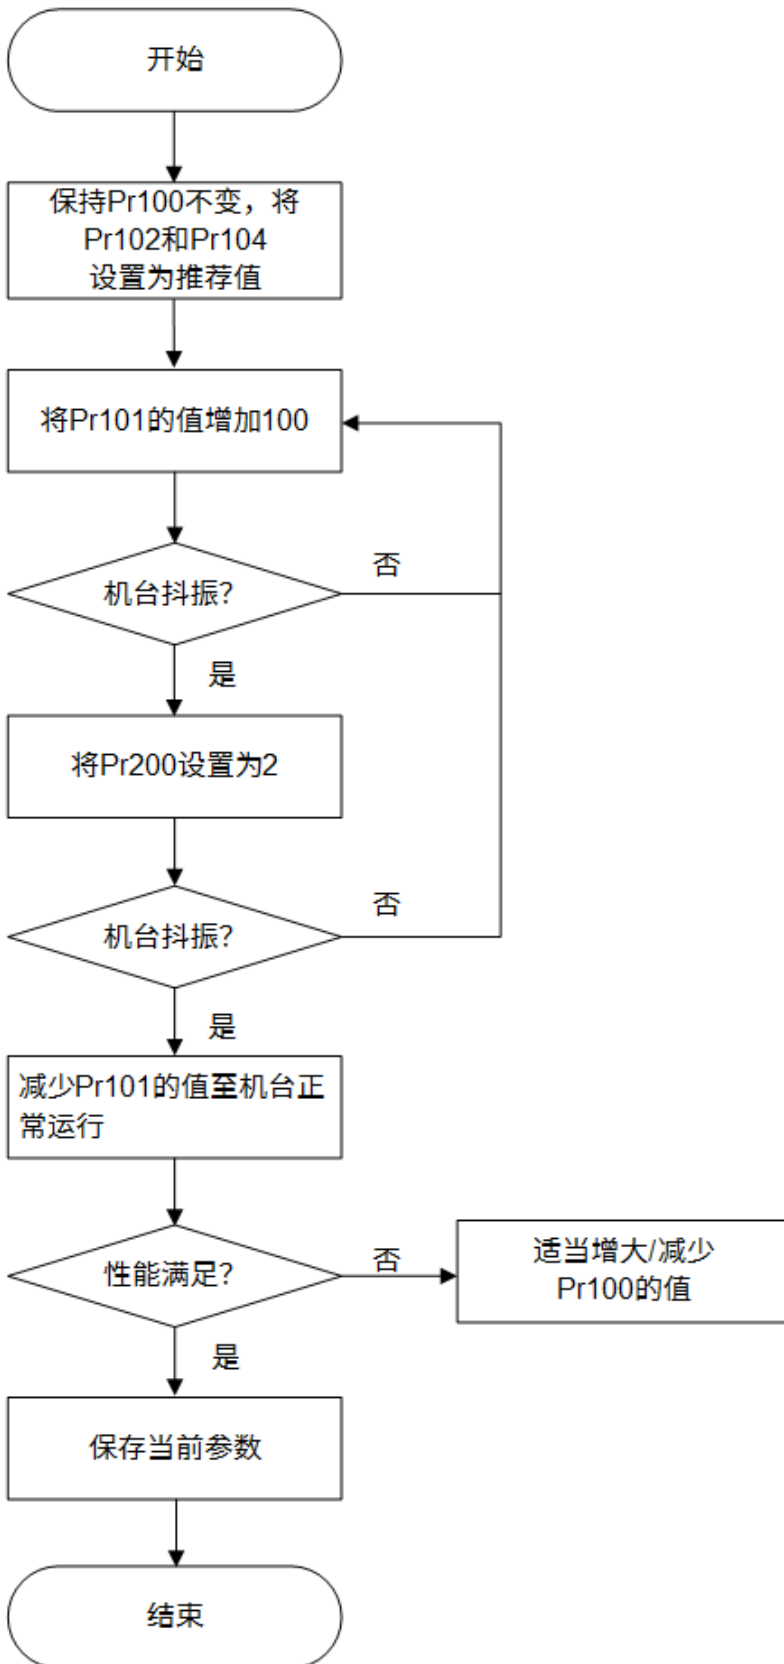 开始
保持Pr100不变，将
Pr102和Pr104
设置为推荐值
将Pr101的值增加100
机台抖振?
否
是
将Pr200设置为2
机台抖振?
否
是
减少Pr101的值至机台正
常运行
性能满足?
否
适当增大/减少
Pr100的值
是
保存当前参数
结束